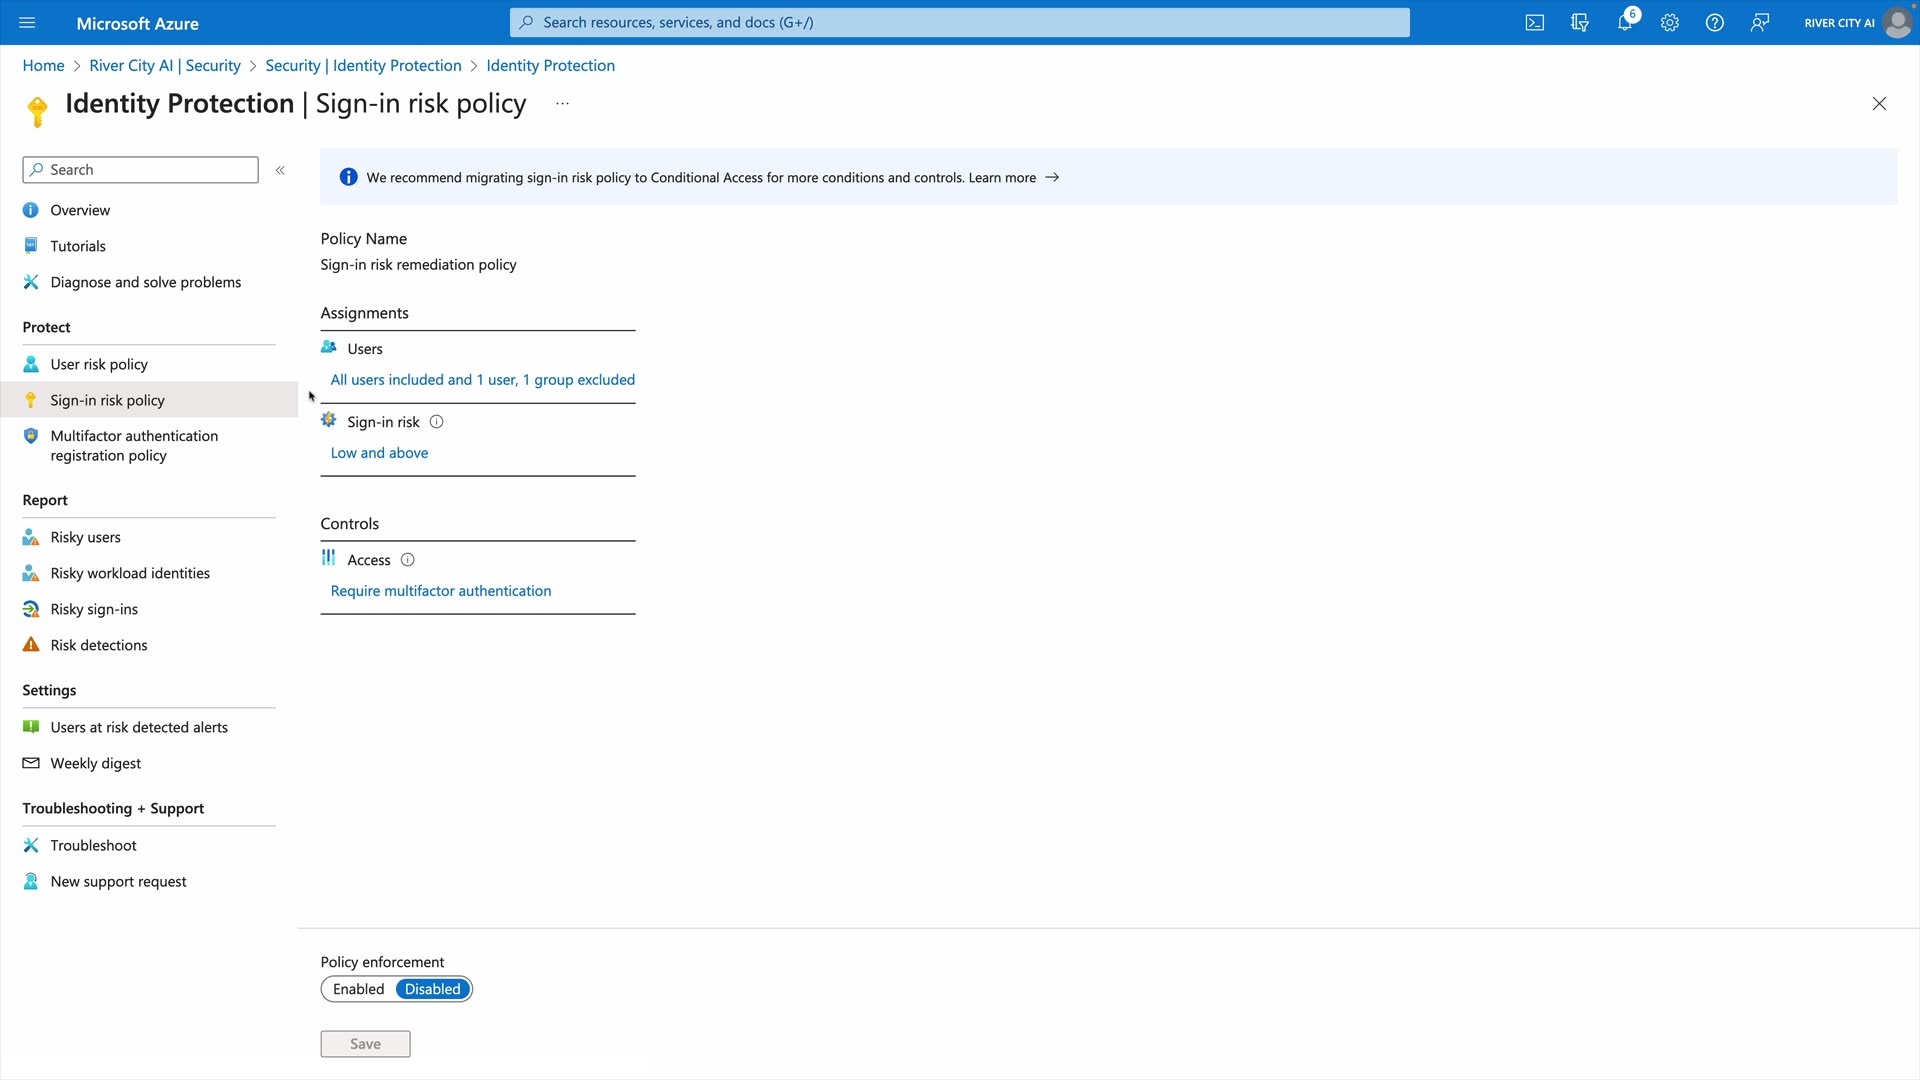 Microsoft Azure
Search resources, services, and docs (G+/)
6
RIVER CITY AI
Home > River City AI | Security > Security | Identity Protection > Identity Protection
Identity Protection | Sign-in risk policy ...
Search
«
Overview
Tutorials
Diagnose and solve problems
Protect
User risk policy
Sign-in risk policy
Multifactor authentication
registration policy
Report
Risky users
Risky workload identities
Risky sign-ins
Risk detections
Settings
Users at risk detected alerts
Weekly digest
Troubleshooting + Support
Troubleshoot
New support request
We recommend migrating sign-in risk policy to Conditional Access for more conditions and controls. Learn more →
Policy Name
Sign-in risk remediation policy
Assignments
Users
All users included and 1 user, 1 group excluded
Sign-in risk
Low and above
Controls
Access
Require multifactor authentication
Policy enforcement
Enabled Disabled
Save